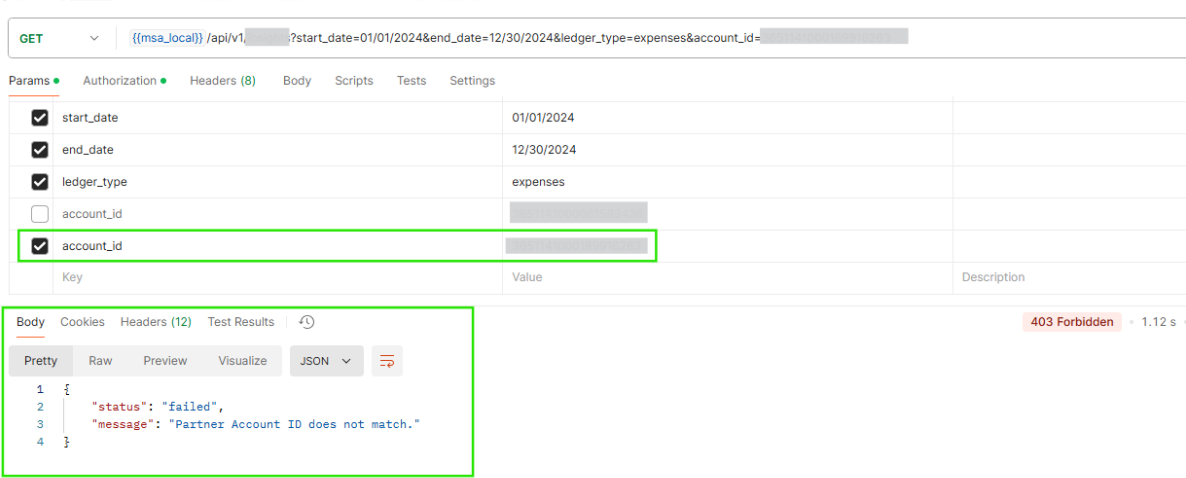 GET {{msa_local}} /api/v1/ ?start_date=01/01/2024&end_date=12/30/2024&ledger_type=expenses&account_id=
Params Authorization Headers (8) Body Scripts Tests Settings
start_date 01/01/2024
end_date 12/30/2024
ledger_type expenses
account_id
account_id
Key Value Description
Body Cookies Headers (12) Test Results 403 Forbidden 1.12 s
Pretty Raw Preview Visualize JSON
1 {
2 "status": "failed",
3 "message": "Partner Account ID does not match."
4 }